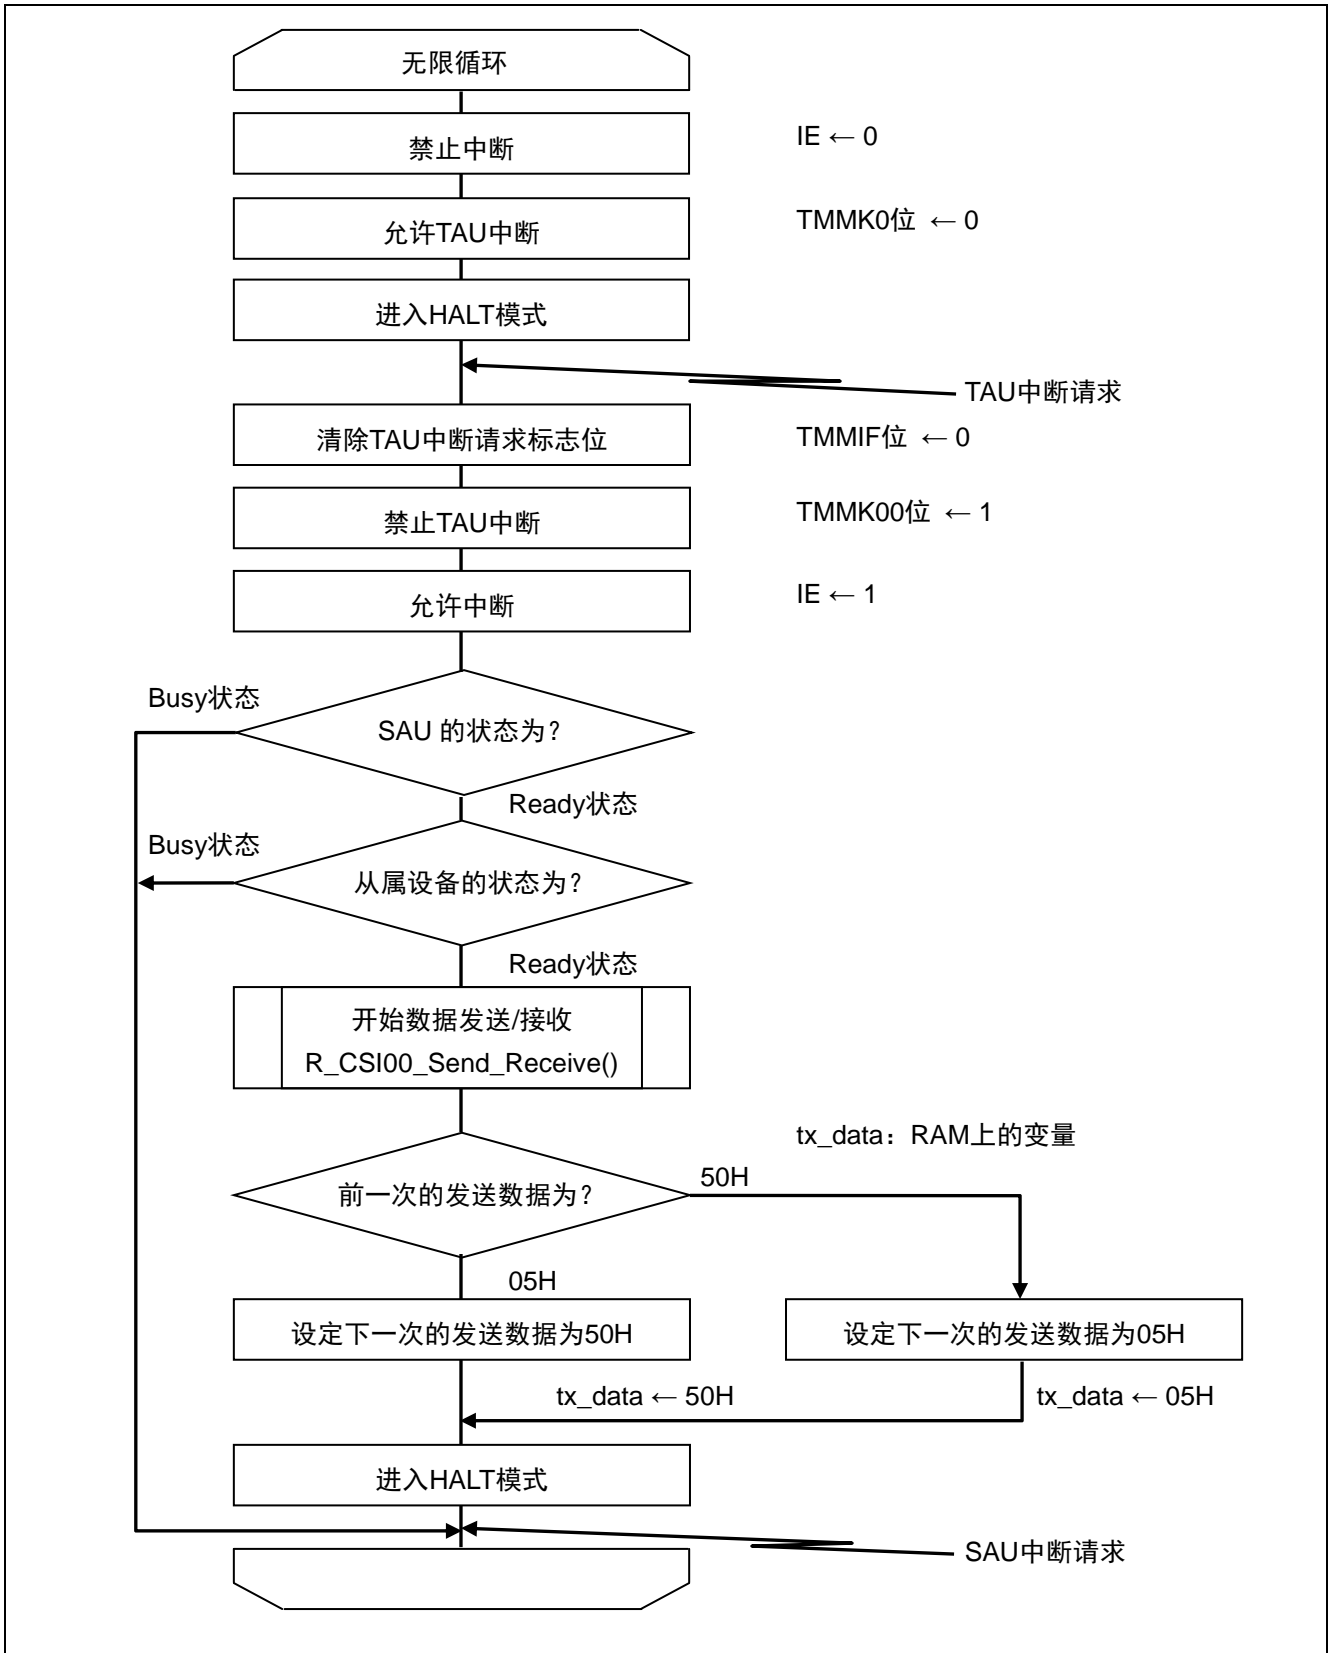 无限循环
禁止中断
IE ← 0
允许TAU中断
TMMK0位 ← 0
进入HALT模式
TAU中断请求
清除TAU中断请求标志位
TMMIF位 ← 0
禁止TAU中断
TMMK00位 ← 1
允许中断
IE ← 1
Busy状态
SAU 的状态为？
Ready状态
Busy状态
从属设备的状态为？
Ready状态
开始数据发送/接收
R_CSI00_Send_Receive()
tx_data：RAM上的变量
前一次的发送数据为？
50H
05H
设定下一次的发送数据为50H
设定下一次的发送数据为05H
tx_data ← 50H
tx_data ← 05H
进入HALT模式
SAU中断请求